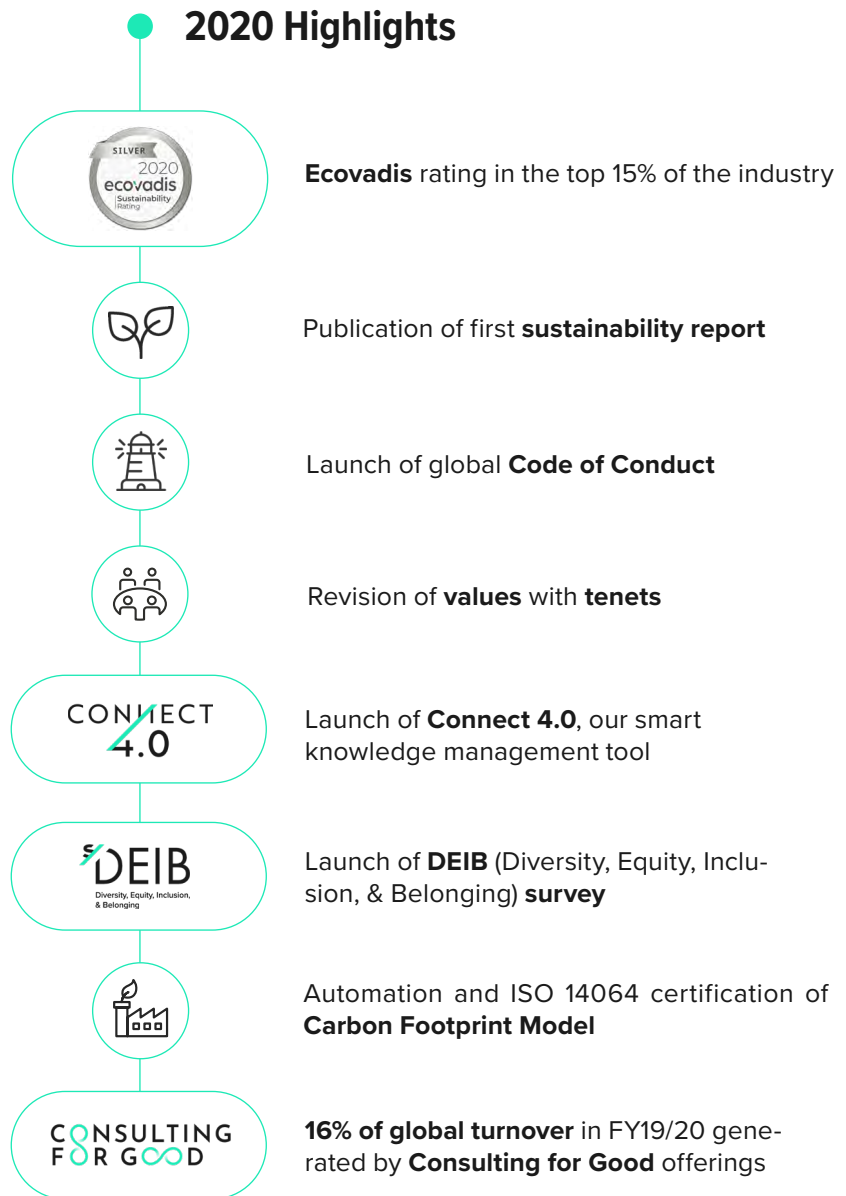 2020 Highlights
SILVER
2020
ecovadis
Sustainability
Rating
Ecovadis rating in the top 15% of the industry
Publication of first sustainability report
Launch of global Code of Conduct
Revision of values with tenets
CONNECT
4.0
Launch of Connect 4.0, our smart
knowledge management tool
s/DEIB
Diversity, Equity, Inclusion,
& Belonging
Launch of DEIB (Diversity, Equity, Inclu-
sion, & Belonging) survey
Automation and ISO 14064 certification of
Carbon Footprint Model
CONSULTING
FOR GOOD
16% of global turnover in FY19/20 gene-
rated by Consulting for Good offerings